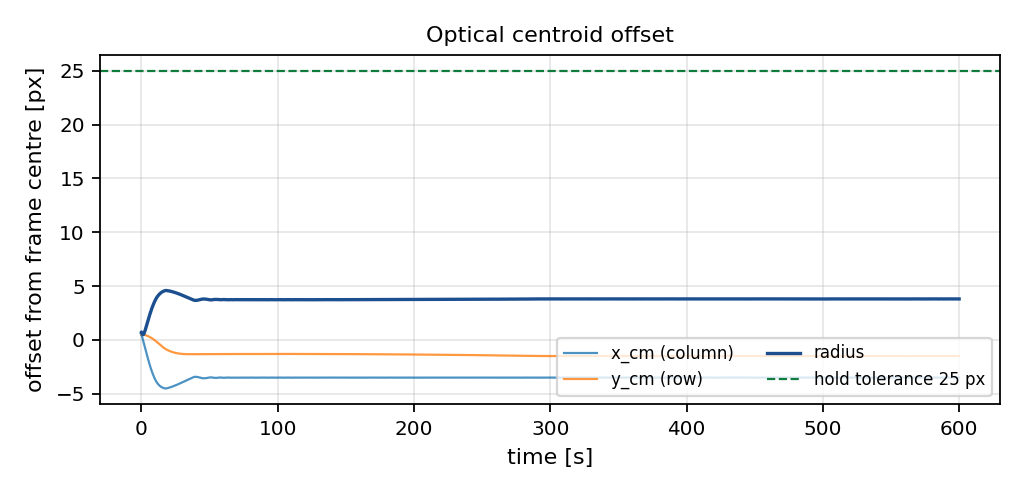 Optical centroid offset
offset from frame centre [px]
25
20
15
10
5
0
−5
0 100 200 300 400 500 600
time [s]
x_cm (column) radius
y_cm (row) hold tolerance 25 px